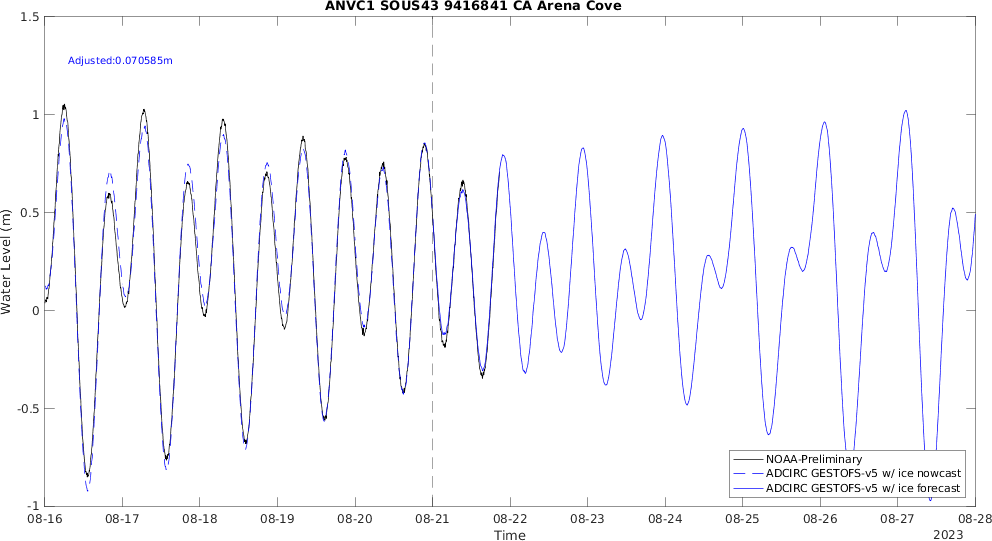 ANVC1 SOUS43 9416841 CA Arena Cove
Adjusted:0.070585m
Water Level (m)
1.5
1
0.5
0
-0.5
-1
08-16 08-17 08-18 08-19 08-20 08-21 08-22 08-23 08-24 08-25 08-26 08-27 08-28
Time
2023
NOAA-Preliminary
ADCIRC GESTOFS-v5 w/ ice nowcast
ADCIRC GESTOFS-v5 w/ ice forecast